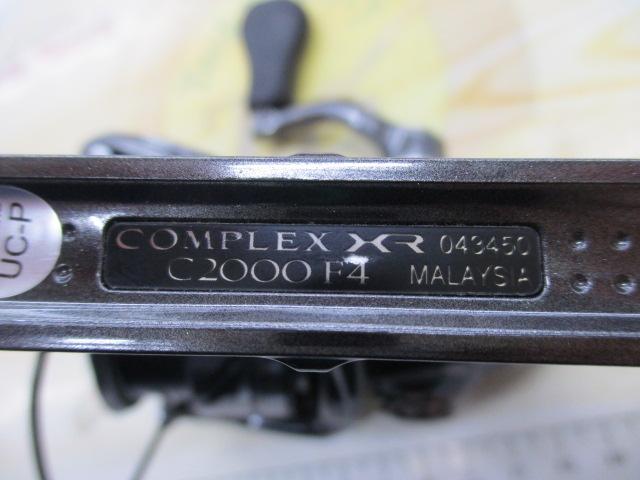 UC-P
COMPLEX XR 043450
C2000 F4 MALAYSIA